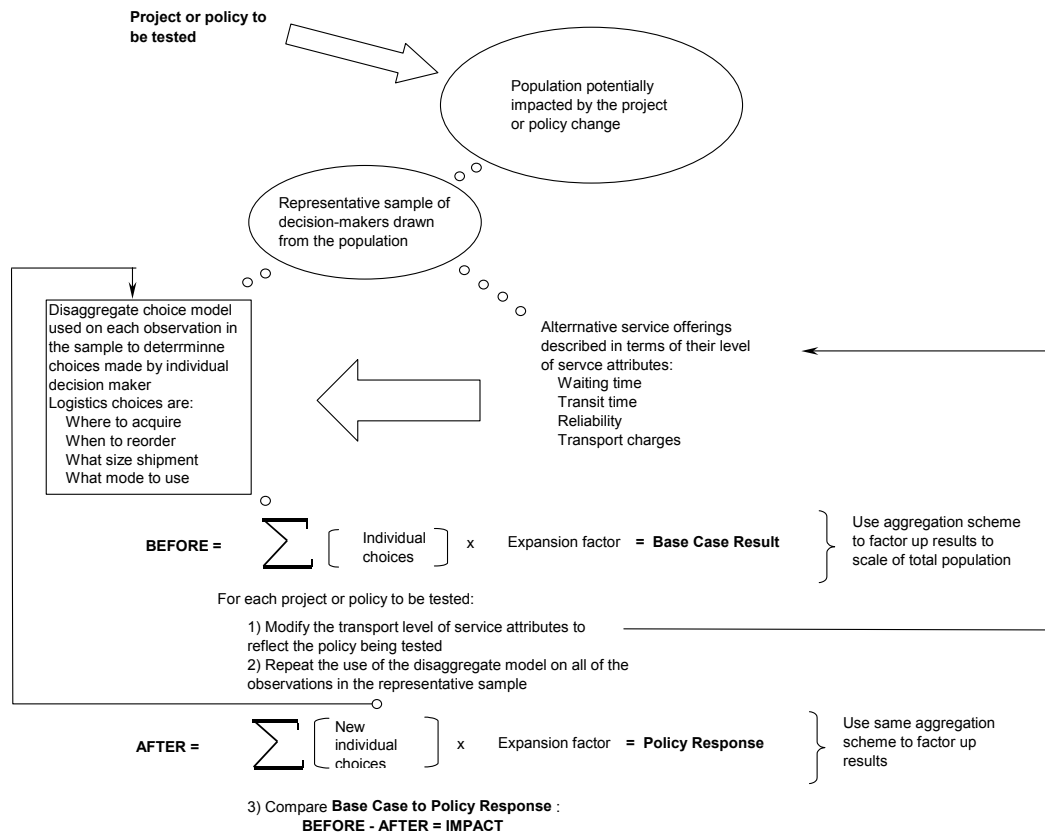 Project or policy to
be tested
Population potentially
impacted by the project
or policy change
Representative sample of
decision-makers drawn
from the population
Disaggregate choice model
used on each observation in
the sample to deterrminne
choices made by individual
decision maker
Logistics choices are:
Where to acquire
When to reorder
What size shipment
What mode to use
Alterrnative service offerings
described in terms of their level
of servce attributes:
Waiting time
Transit time
Reliability
Transport charges
BEFORE = ∑ [ Individual choices ] x Expansion factor = Base Case Result
Use aggregation scheme
to factor up results to
scale of total population
For each project or policy to be tested:
1) Modify the transport level of service attributes to
reflect the policy being tested
2) Repeat the use of the disaggregate model on all of the
observations in the representative sample
AFTER = ∑ [ New individual choices ] x Expansion factor = Policy Response
Use same aggregation
scheme to factor up
results
3) Compare Base Case to Policy Response :
BEFORE - AFTER = IMPACT